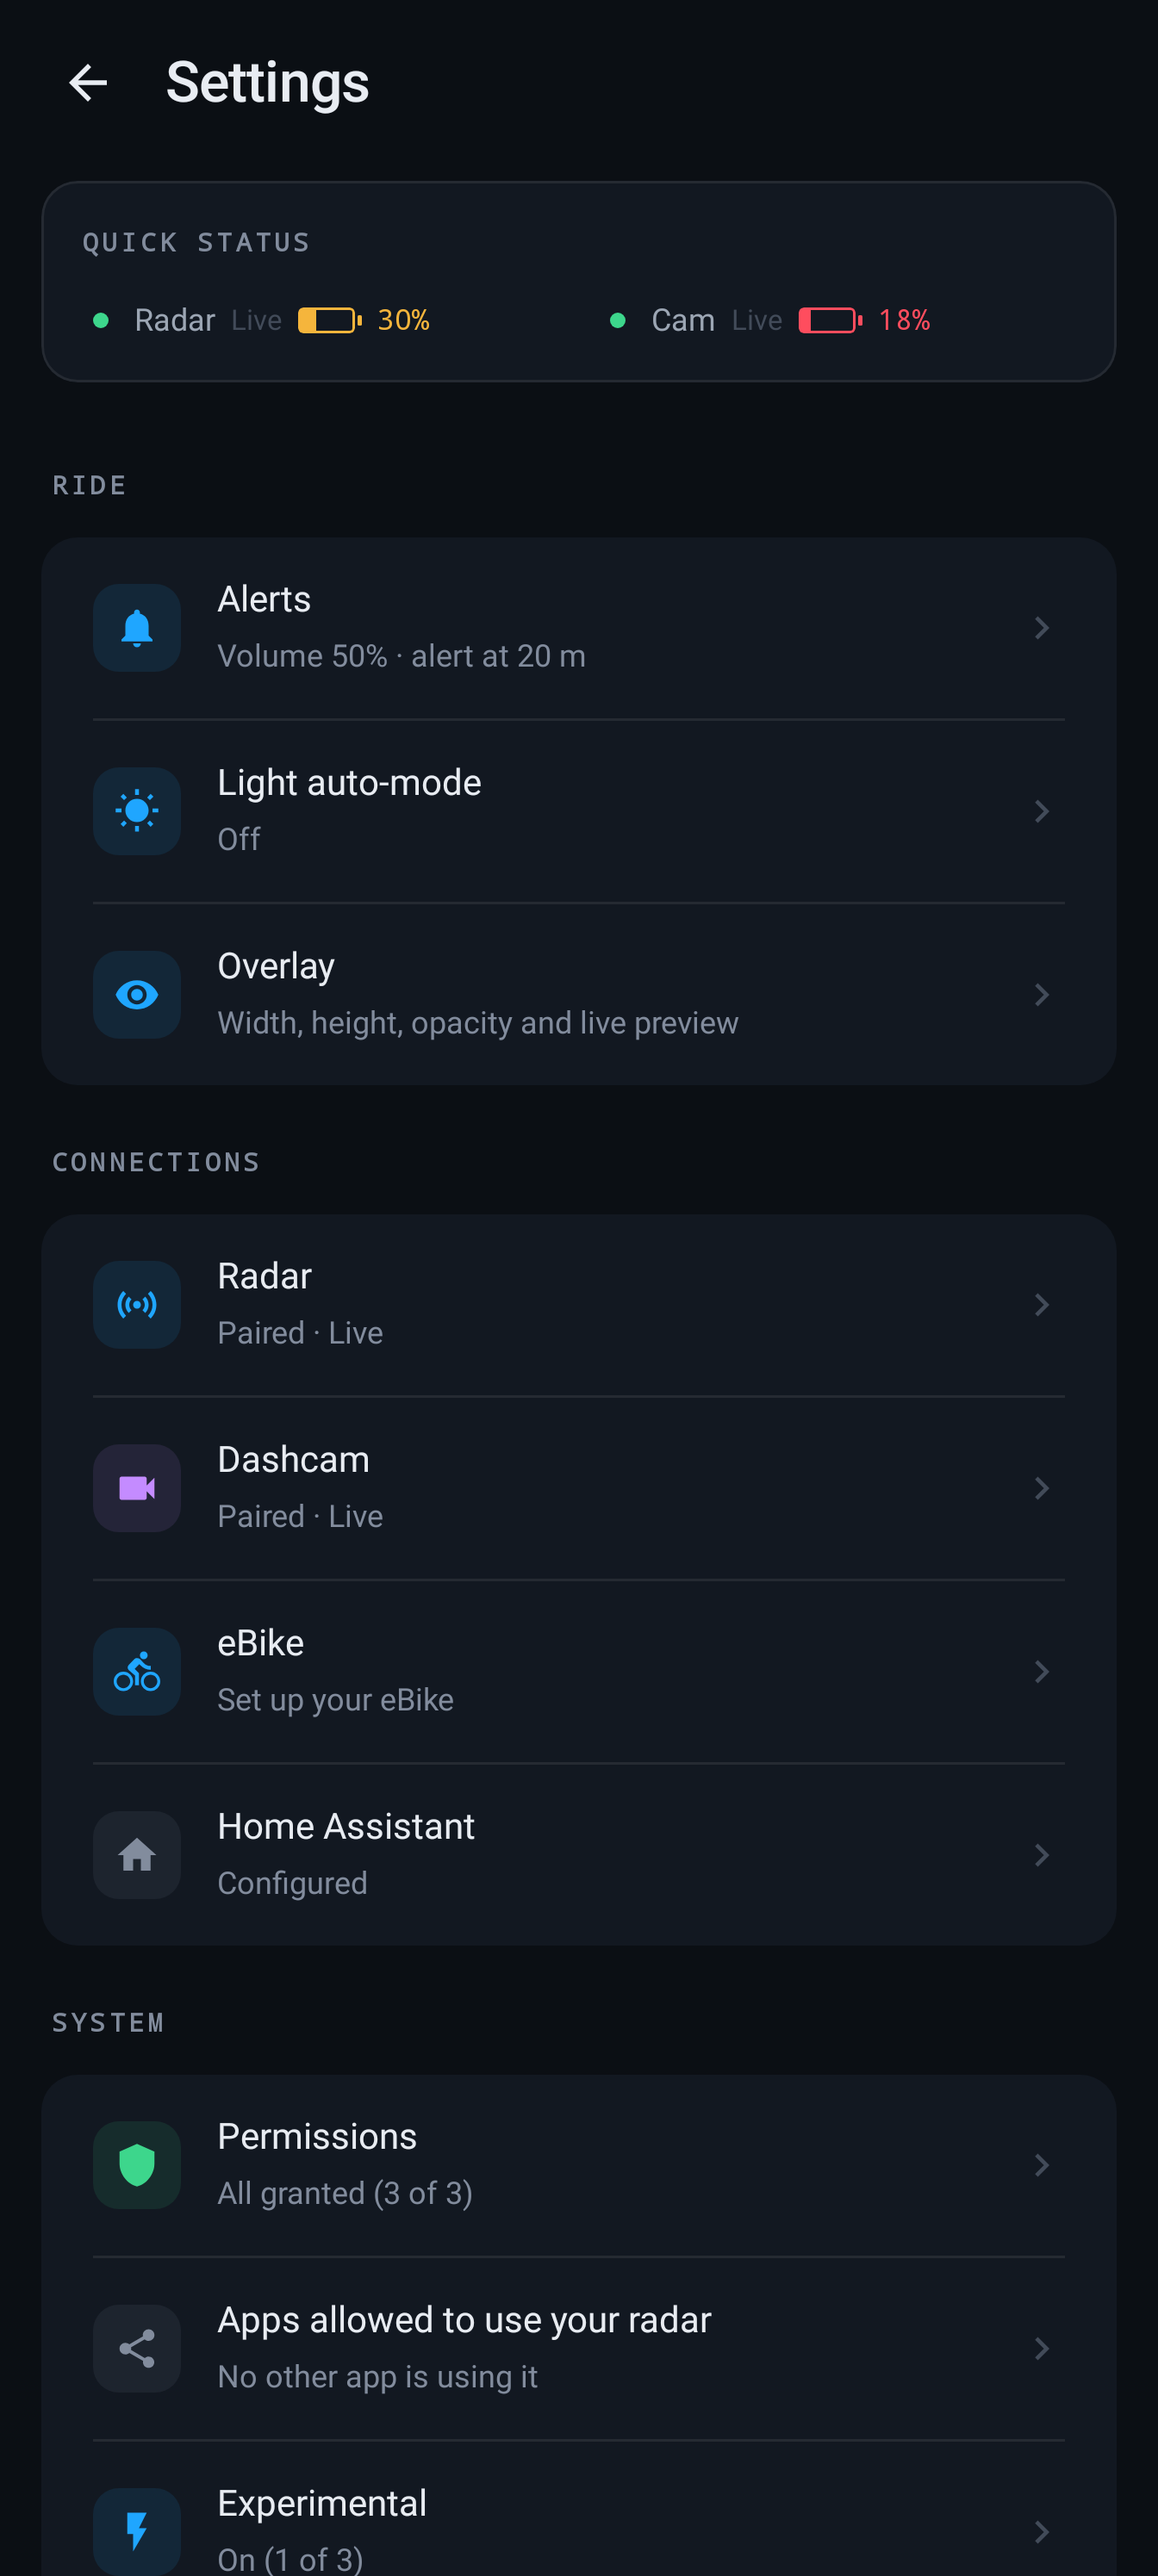 Settings
QUICK STATUS
Radar Live 30% Cam Live 18%
RIDE
Alerts
Volume 50% · alert at 20 m
Light auto-mode
Off
Overlay
Width, height, opacity and live preview
CONNECTIONS
Radar
Paired · Live
Dashcam
Paired · Live
eBike
Set up your eBike
Home Assistant
Configured
SYSTEM
Permissions
All granted (3 of 3)
Apps allowed to use your radar
No other app is using it
Experimental
On (1 of 3)